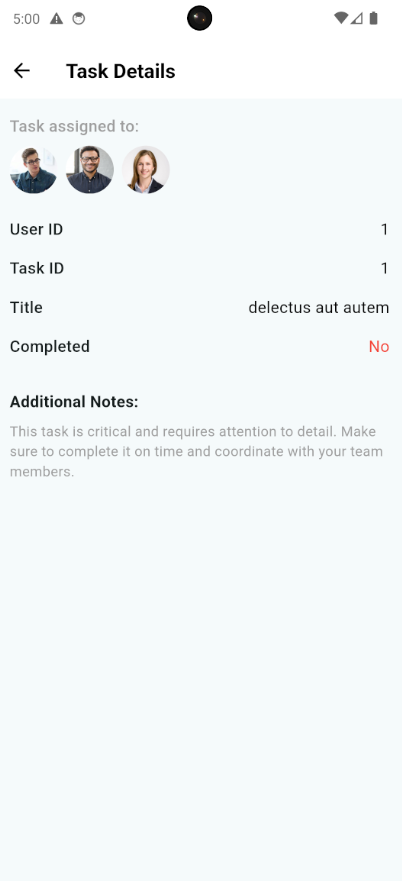 5:00
Task Details
Task assigned to:
User ID 1
Task ID 1
Title delectus aut autem
Completed No
Additional Notes:
This task is critical and requires attention to detail. Make
sure to complete it on time and coordinate with your team
members.